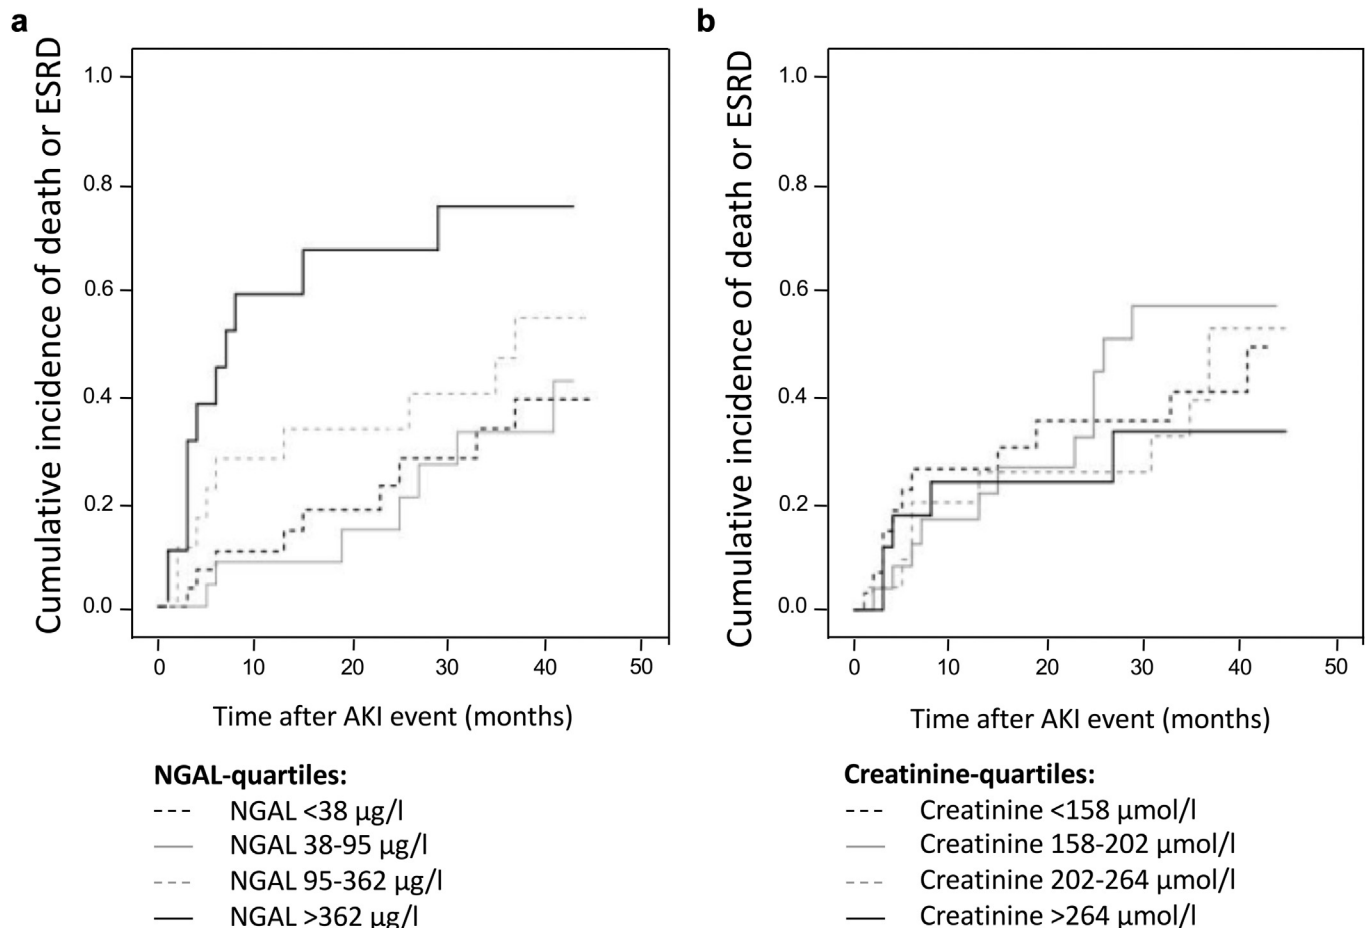 a
Cumulative incidence of death or ESRD
1.0
0.8
0.6
0.4
0.2
0.0
0 10 20 30 40 50
Time after AKI event (months)
NGAL-quartiles:
NGAL <38 µg/l
NGAL 38-95 µg/l
NGAL 95-362 µg/l
NGAL >362 µg/l
b
Cumulative incidence of death or ESRD
1.0
0.8
0.6
0.4
0.2
0.0
0 10 20 30 40 50
Time after AKI event (months)
Creatinine-quartiles:
Creatinine <158 µmol/l
Creatinine 158-202 µmol/l
Creatinine 202-264 µmol/l
Creatinine >264 µmol/l